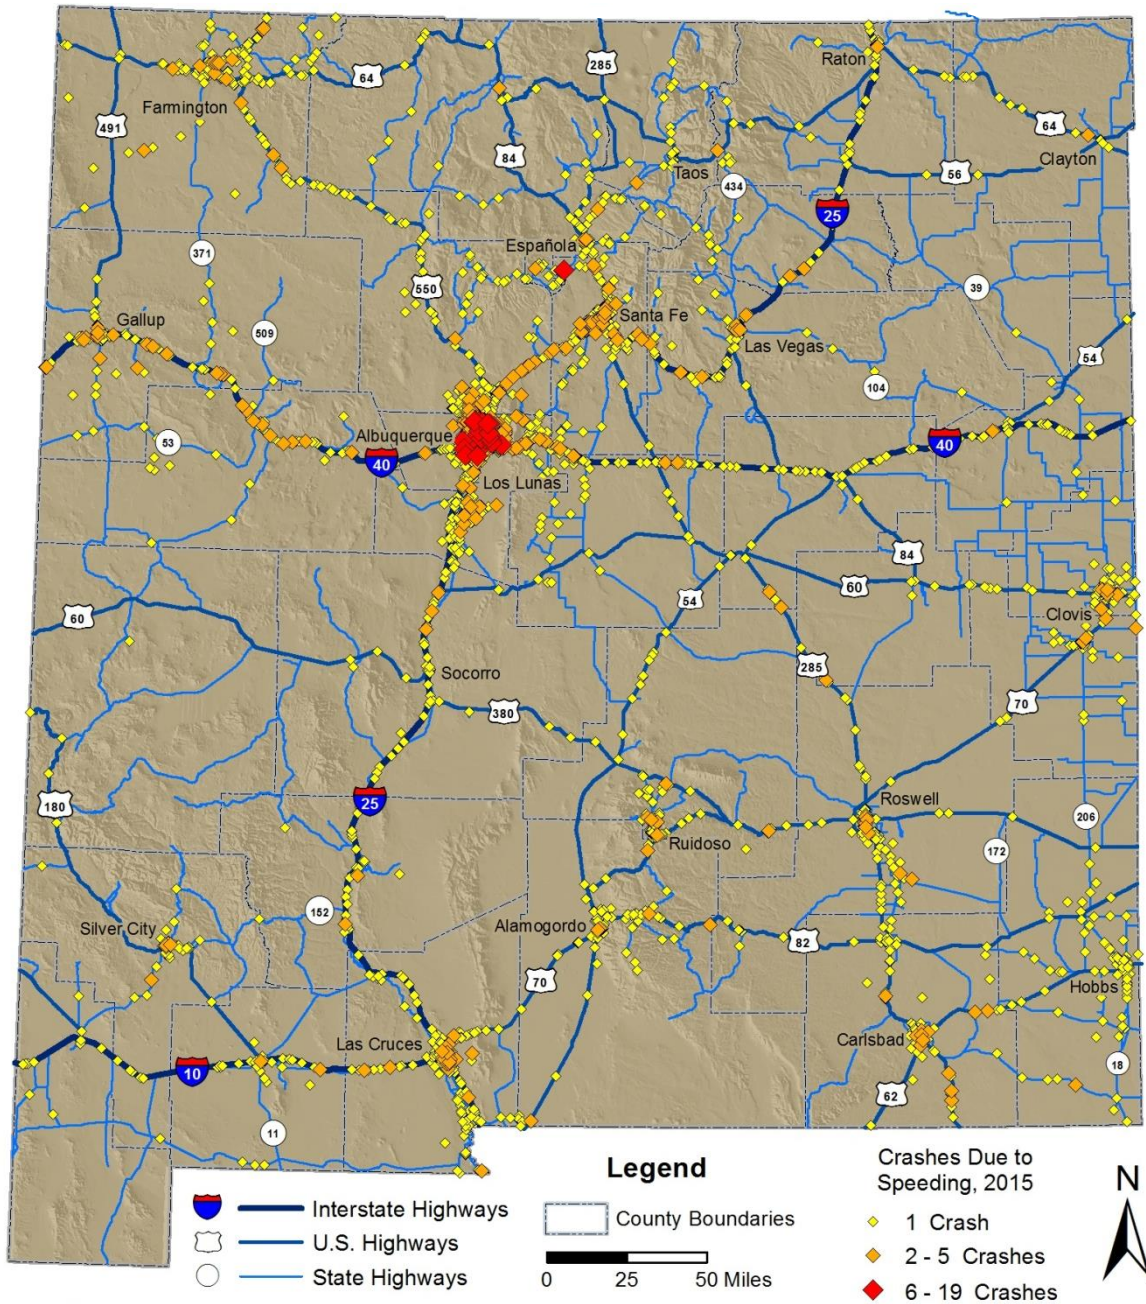 Raton
285
64
Farmington
491
64
Clayton
84
56
Taos
434
25
Española
371
550
39
Gallup
509
Santa Fe
Las Vegas
54
104
53
Albuquerque
40
40
Los Lunas
84
60
54
60
Clovis
285
Socorro
70
380
180
25
Roswell
206
Ruidoso
172
152
Silver City
Alamogordo
82
70
Hobbs
Las Cruces
Carlsbad
10
18
62
11
Legend
Interstate Highways
U.S. Highways
State Highways
County Boundaries
0 25 50 Miles
Crashes Due to
Speeding, 2015
1 Crash
2 - 5 Crashes
6 - 19 Crashes
N